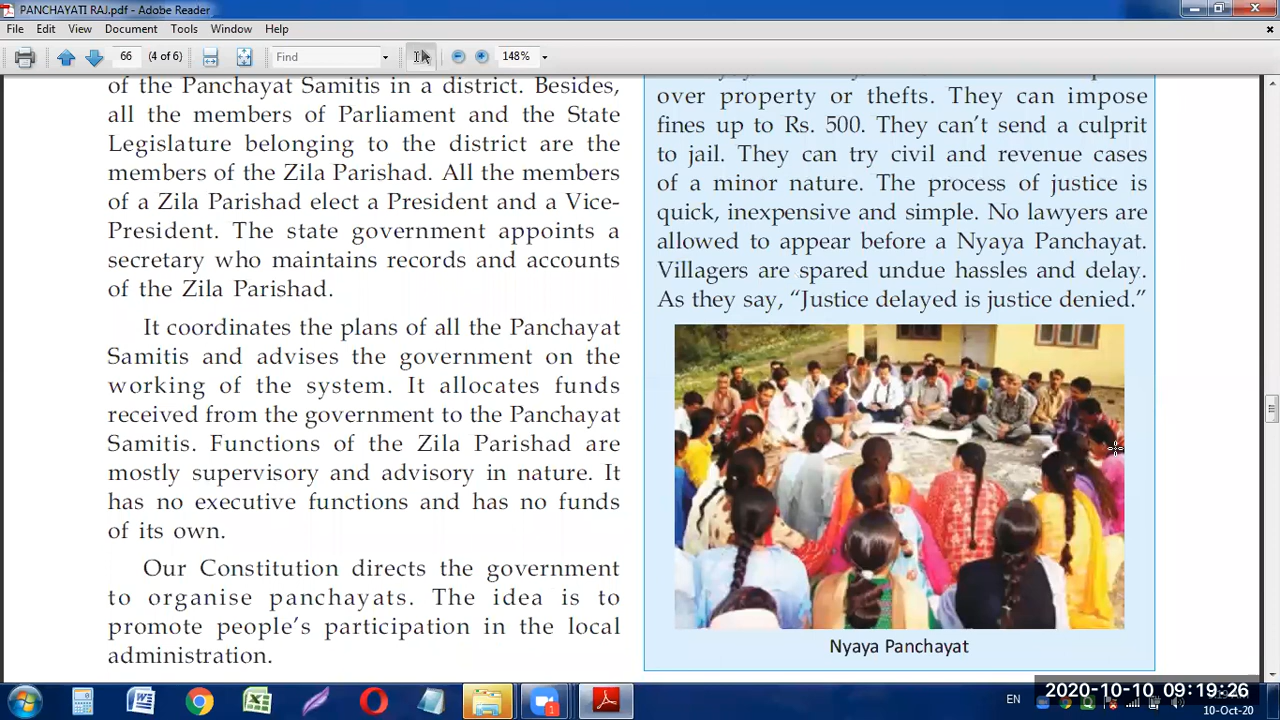 PANCHAYATI RAJ.pdf - Adobe Reader
File Edit View Document Tools Window Help
66 (4 of 6) Find 148%
of the Panchayat Samitis in a district. Besides,
all the members of Parliament and the State
Legislature belonging to the district are the
members of the Zila Parishad. All the members
of a Zila Parishad elect a President and a Vice-
President. The state government appoints a
secretary who maintains records and accounts
of the Zila Parishad.
It coordinates the plans of all the Panchayat
Samitis and advises the government on the
working of the system. It allocates funds
received from the government to the Panchayat
Samitis. Functions of the Zila Parishad are
mostly supervisory and advisory in nature. It
has no executive functions and has no funds
of its own.
Our Constitution directs the government
to organise panchayats. The idea is to
promote people's participation in the local
administration.
over property or thefts. They can impose
fines up to Rs. 500. They can't send a culprit
to jail. They can try civil and revenue cases
of a minor nature. The process of justice is
quick, inexpensive and simple. No lawyers are
allowed to appear before a Nyaya Panchayat.
Villagers are spared undue hassles and delay.
As they say, “Justice delayed is justice denied.”
Nyaya Panchayat
EN
2020-10-10 09:19:26
10-Oct-20